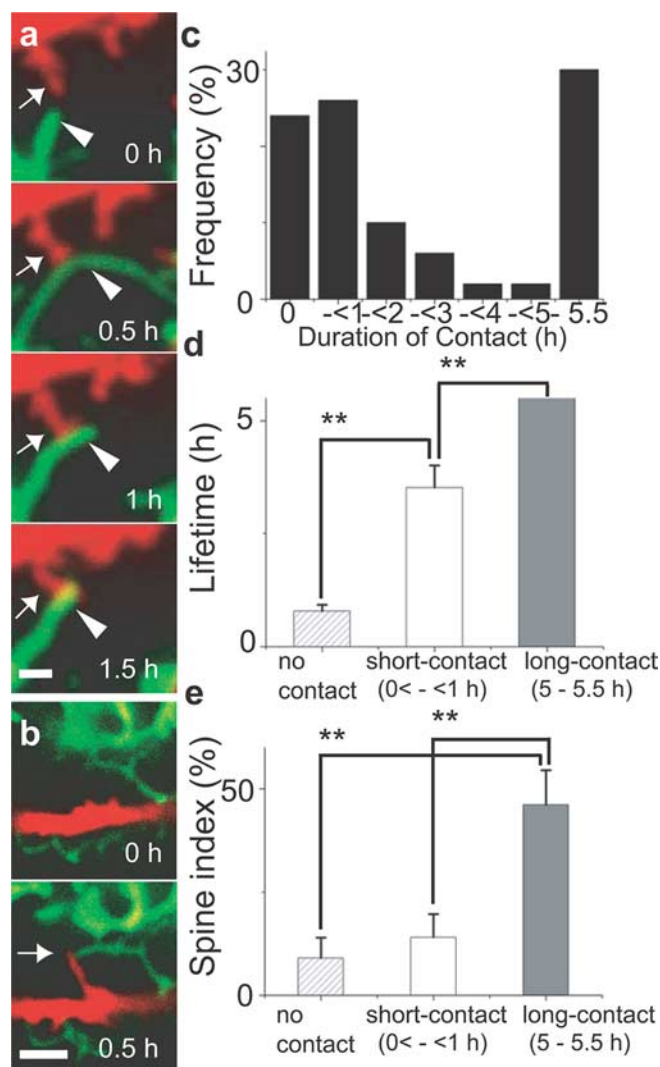 a
0 h
0.5 h
1 h
1.5 h
b
0 h
0.5 h
c
Frequency (%)
30
0
0 -<1 -<2 -<3 -<4 -<5- 5.5
Duration of Contact (h)
d
Lifetime (h)
5
0
**
**
no contact
short-contact (0< - <1 h)
long-contact (5 - 5.5 h)
e
Spine index (%)
50
0
**
**
no contact
short-contact (0< - <1 h)
long-contact (5 - 5.5 h)